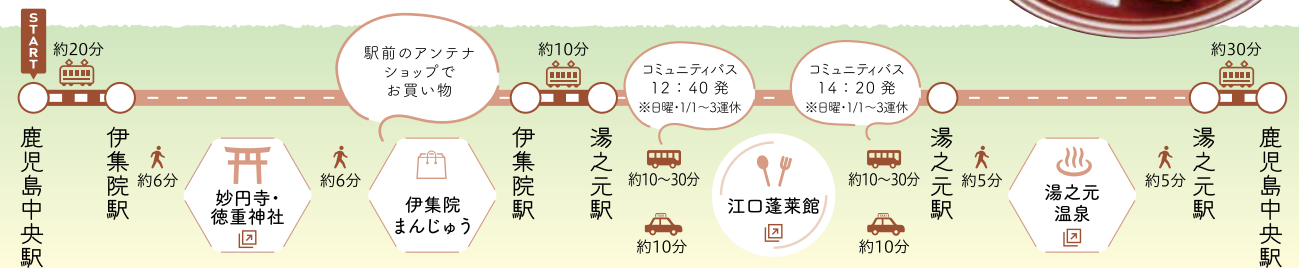 START
約20分
鹿児島中央駅
伊集院駅
約6分
妙円寺・
徳重神社
約6分
駅前のアンテナ
ショップで
お買い物
伊集院
まんじゅう
伊集院駅
約10分
湯之元駅
コミュニティバス
12：40 発
※日曜・1/1〜3運休
約10〜30分
約10分
江口蓬莱館
コミュニティバス
14：20 発
※日曜・1/1〜3運休
約10〜30分
約10分
湯之元駅
約5分
湯之元
温泉
約5分
湯之元駅
約30分
鹿児島中央駅